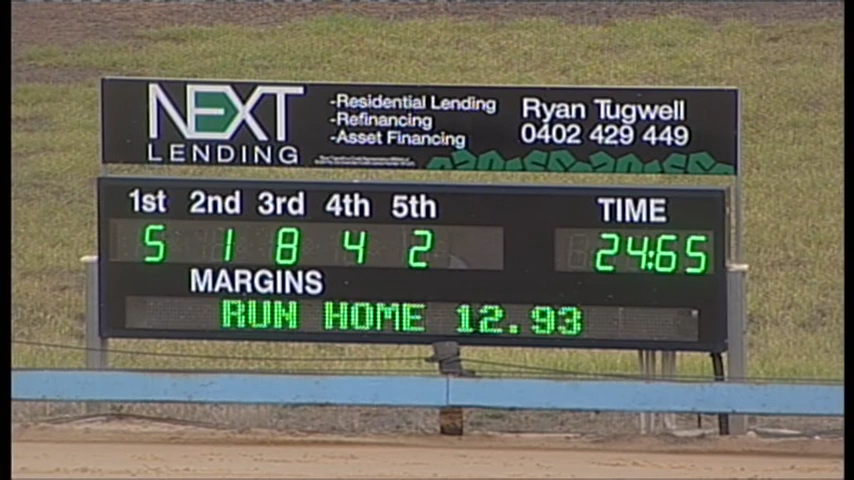 NEXT
LENDING
-Residential Lending
-Refinancing
-Asset Financing
Ryan Tugwell
0402 429 449
1st 2nd 3rd 4th 5th TIME
5 1 8 4 2 24:65
MARGINS
RUN HOME 12.93